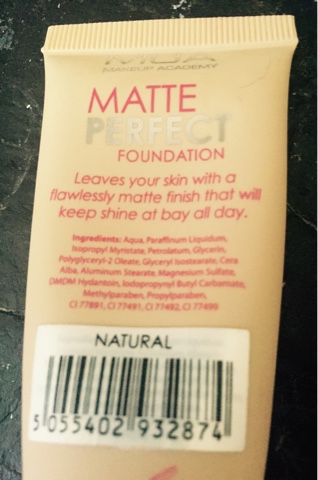 MUA
MAKEUP ACADEMY
MATTE
PERFECT
FOUNDATION
Leaves your skin with a
flawlessly matte finish that will
keep shine at bay all day.
Ingredients: Aqua, Paraffinum Liquidum,
Isopropyl Myristate, Petrolatum, Glycerin,
Polyglyceryl-2 Oleate, Glyceryl Isostearate, Cera
Alba, Aluminum Stearate, Magnesium Sulfate,
DMDM Hydantoin, Iodopropynyl Butyl Carbamate,
Methylparaben, Propylparaben,
CI 77891, CI 77491, CI 77492, CI 77499
NATURAL
5 055402 932874